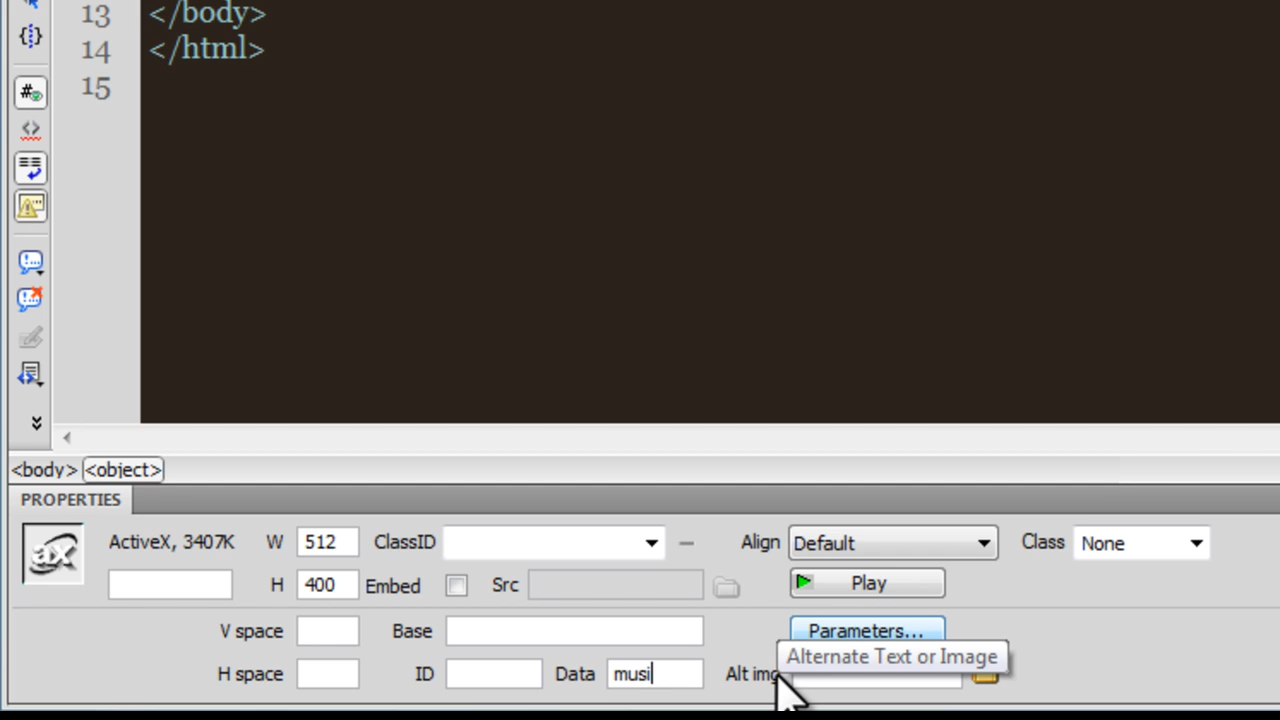 13 </body>
14 </html>
15
<body> <object>
PROPERTIES
ax ActiveX, 3407K W 512 ClassID Align Default Class None
H 400 Embed Src Play
V space Base Parameters...
Alternate Text or Image
H space ID Data musi Alt img